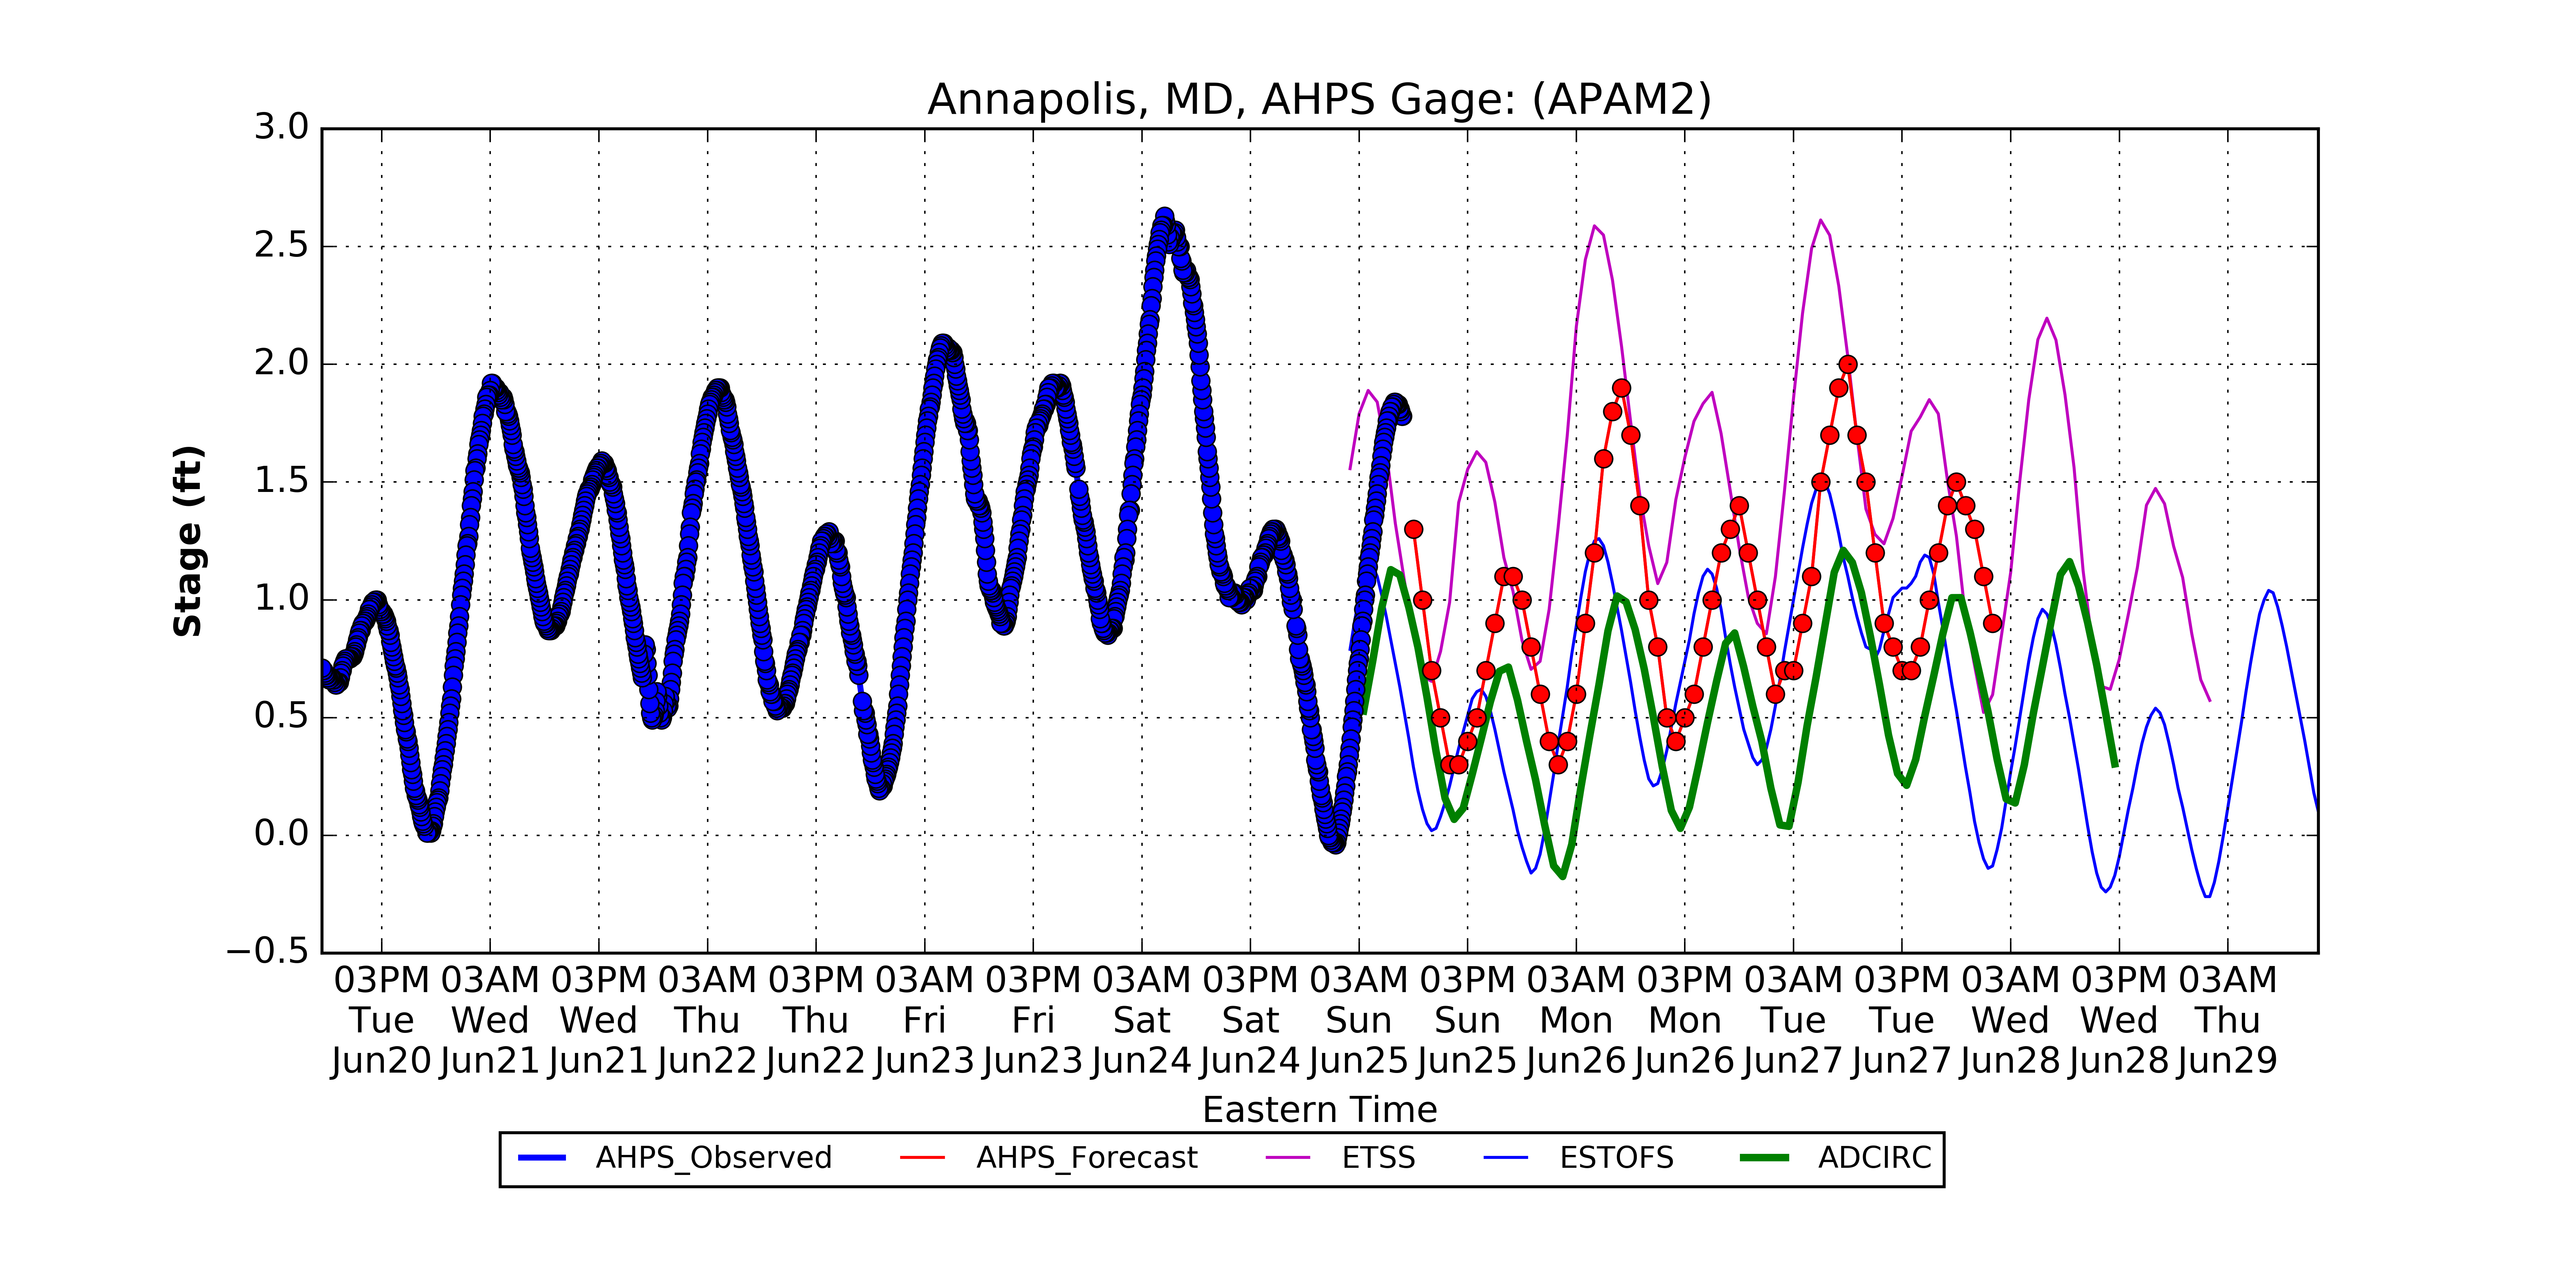 Annapolis, MD, AHPS Gage: (APAM2)
3.0
2.5
2.0
1.5
1.0
0.5
0.0
−0.5
Stage (ft)
03PM 03AM 03PM 03AM 03PM 03AM 03PM 03AM 03PM 03AM 03PM 03AM 03PM 03AM 03PM 03AM 03PM 03AM
Tue Wed Wed Thu Thu Fri Fri Sat Sat Sun Sun Mon Mon Tue Tue Wed Wed Thu
Jun20 Jun21 Jun21 Jun22 Jun22 Jun23 Jun23 Jun24 Jun24 Jun25 Jun25 Jun26 Jun26 Jun27 Jun27 Jun28 Jun28 Jun29
Eastern Time
AHPS_Observed AHPS_Forecast ETSS ESTOFS ADCIRC